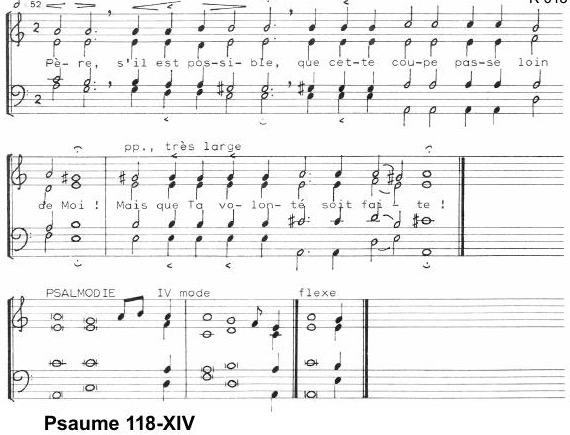 = 52
Pè- re, s'il est pos-si- ble, que cet-te cou-pe pas-se loin
pp., très large
de Moi ! Mais que Ta vo- lon- té soit fai - te !
PSALMODIE IV mode flexe
Psaume 118-XIV